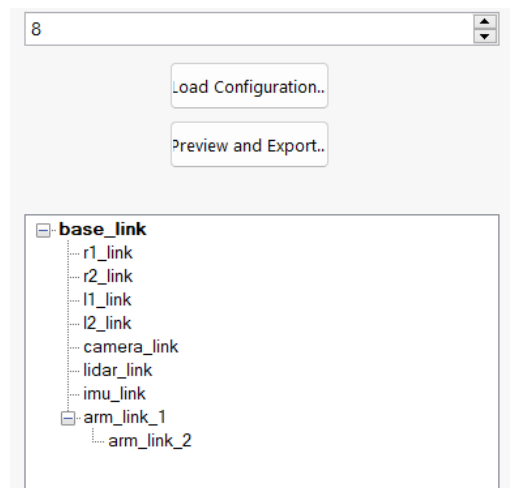 8
Load Configuration..
Preview and Export..
base_link
r1_link
r2_link
l1_link
l2_link
camera_link
lidar_link
imu_link
arm_link_1
arm_link_2